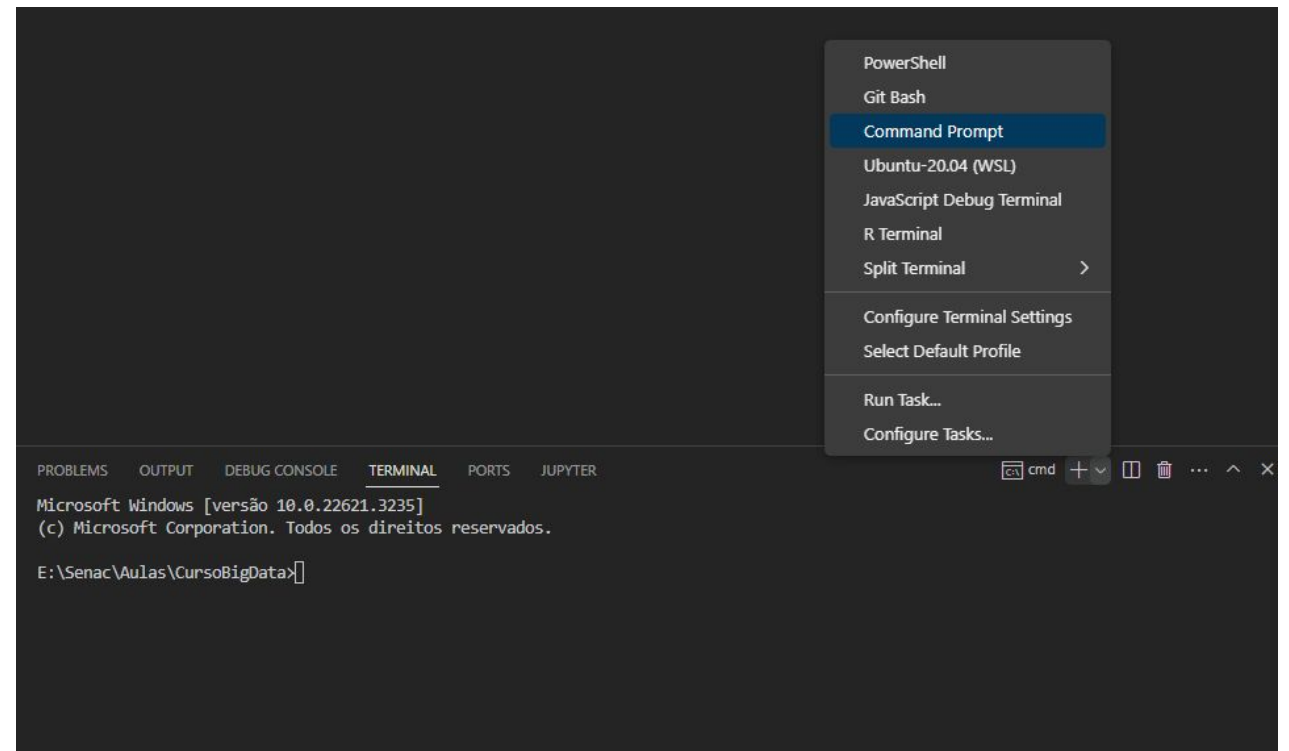 PowerShell
Git Bash
Command Prompt
Ubuntu-20.04 (WSL)
JavaScript Debug Terminal
R Terminal
Split Terminal
Configure Terminal Settings
Select Default Profile
Run Task...
Configure Tasks...
PROBLEMS OUTPUT DEBUG CONSOLE TERMINAL PORTS JUPYTER cmd
Microsoft Windows [versão 10.0.22621.3235]
(c) Microsoft Corporation. Todos os direitos reservados.
E:\Senac\Aulas\CursoBigData>